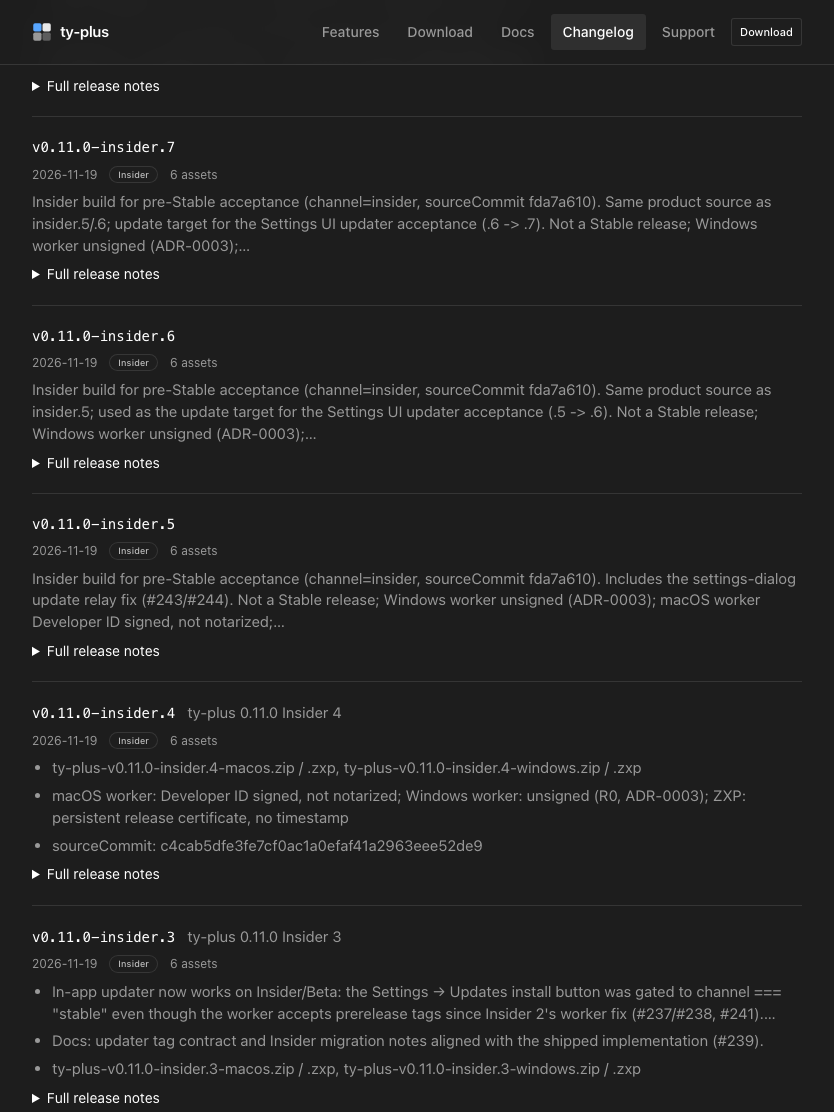 ty-plus
Features Download Docs Changelog Support Download
Full release notes
v0.11.0-insider.7
2026-11-19 Insider 6 assets
Insider build for pre-Stable acceptance (channel=insider, sourceCommit fda7a610). Same product source as
insider.5/.6; update target for the Settings UI updater acceptance (.6 -> .7). Not a Stable release; Windows
worker unsigned (ADR-0003);...
Full release notes
v0.11.0-insider.6
2026-11-19 Insider 6 assets
Insider build for pre-Stable acceptance (channel=insider, sourceCommit fda7a610). Same product source as
insider.5; used as the update target for the Settings UI updater acceptance (.5 -> .6). Not a Stable release;
Windows worker unsigned (ADR-0003);...
Full release notes
v0.11.0-insider.5
2026-11-19 Insider 6 assets
Insider build for pre-Stable acceptance (channel=insider, sourceCommit fda7a610). Includes the settings-dialog
update relay fix (#243/#244). Not a Stable release; Windows worker unsigned (ADR-0003); macOS worker
Developer ID signed, not notarized;...
Full release notes
v0.11.0-insider.4 ty-plus 0.11.0 Insider 4
2026-11-19 Insider 6 assets
• ty-plus-v0.11.0-insider.4-macos.zip / .zxp, ty-plus-v0.11.0-insider.4-windows.zip / .zxp
• macOS worker: Developer ID signed, not notarized; Windows worker: unsigned (R0, ADR-0003); ZXP:
persistent release certificate, no timestamp
• sourceCommit: c4cab5dfe3fe7cf0ac1a0efaf41a2963eee52de9
Full release notes
v0.11.0-insider.3 ty-plus 0.11.0 Insider 3
2026-11-19 Insider 6 assets
• In-app updater now works on Insider/Beta: the Settings → Updates install button was gated to channel ===
"stable" even though the worker accepts prerelease tags since Insider 2's worker fix (#237/#238, #241)....
• Docs: updater tag contract and Insider migration notes aligned with the shipped implementation (#239).
• ty-plus-v0.11.0-insider.3-macos.zip / .zxp, ty-plus-v0.11.0-insider.3-windows.zip / .zxp
Full release notes